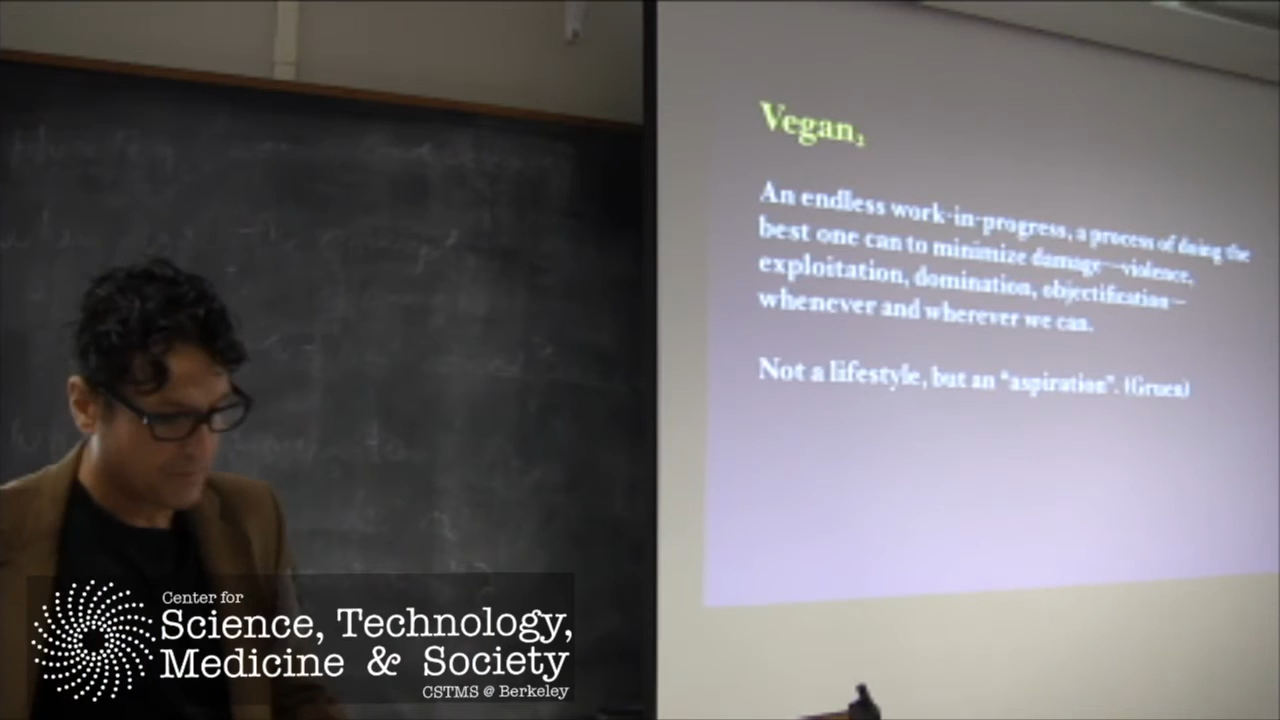 Vegan,₂
An endless work-in-progress, a process of doing the
best one can to minimize damage—violence,
exploitation, domination, objectification—
whenever and wherever we can.
Not a lifestyle, but an “aspiration”. (Gruen)
Center for
Science, Technology,
Medicine & Society
CSTMS @ Berkeley